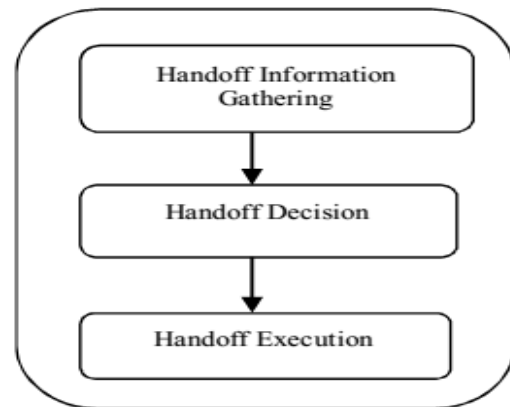 Handoff Information
Gathering
Handoff Decision
Handoff Execution